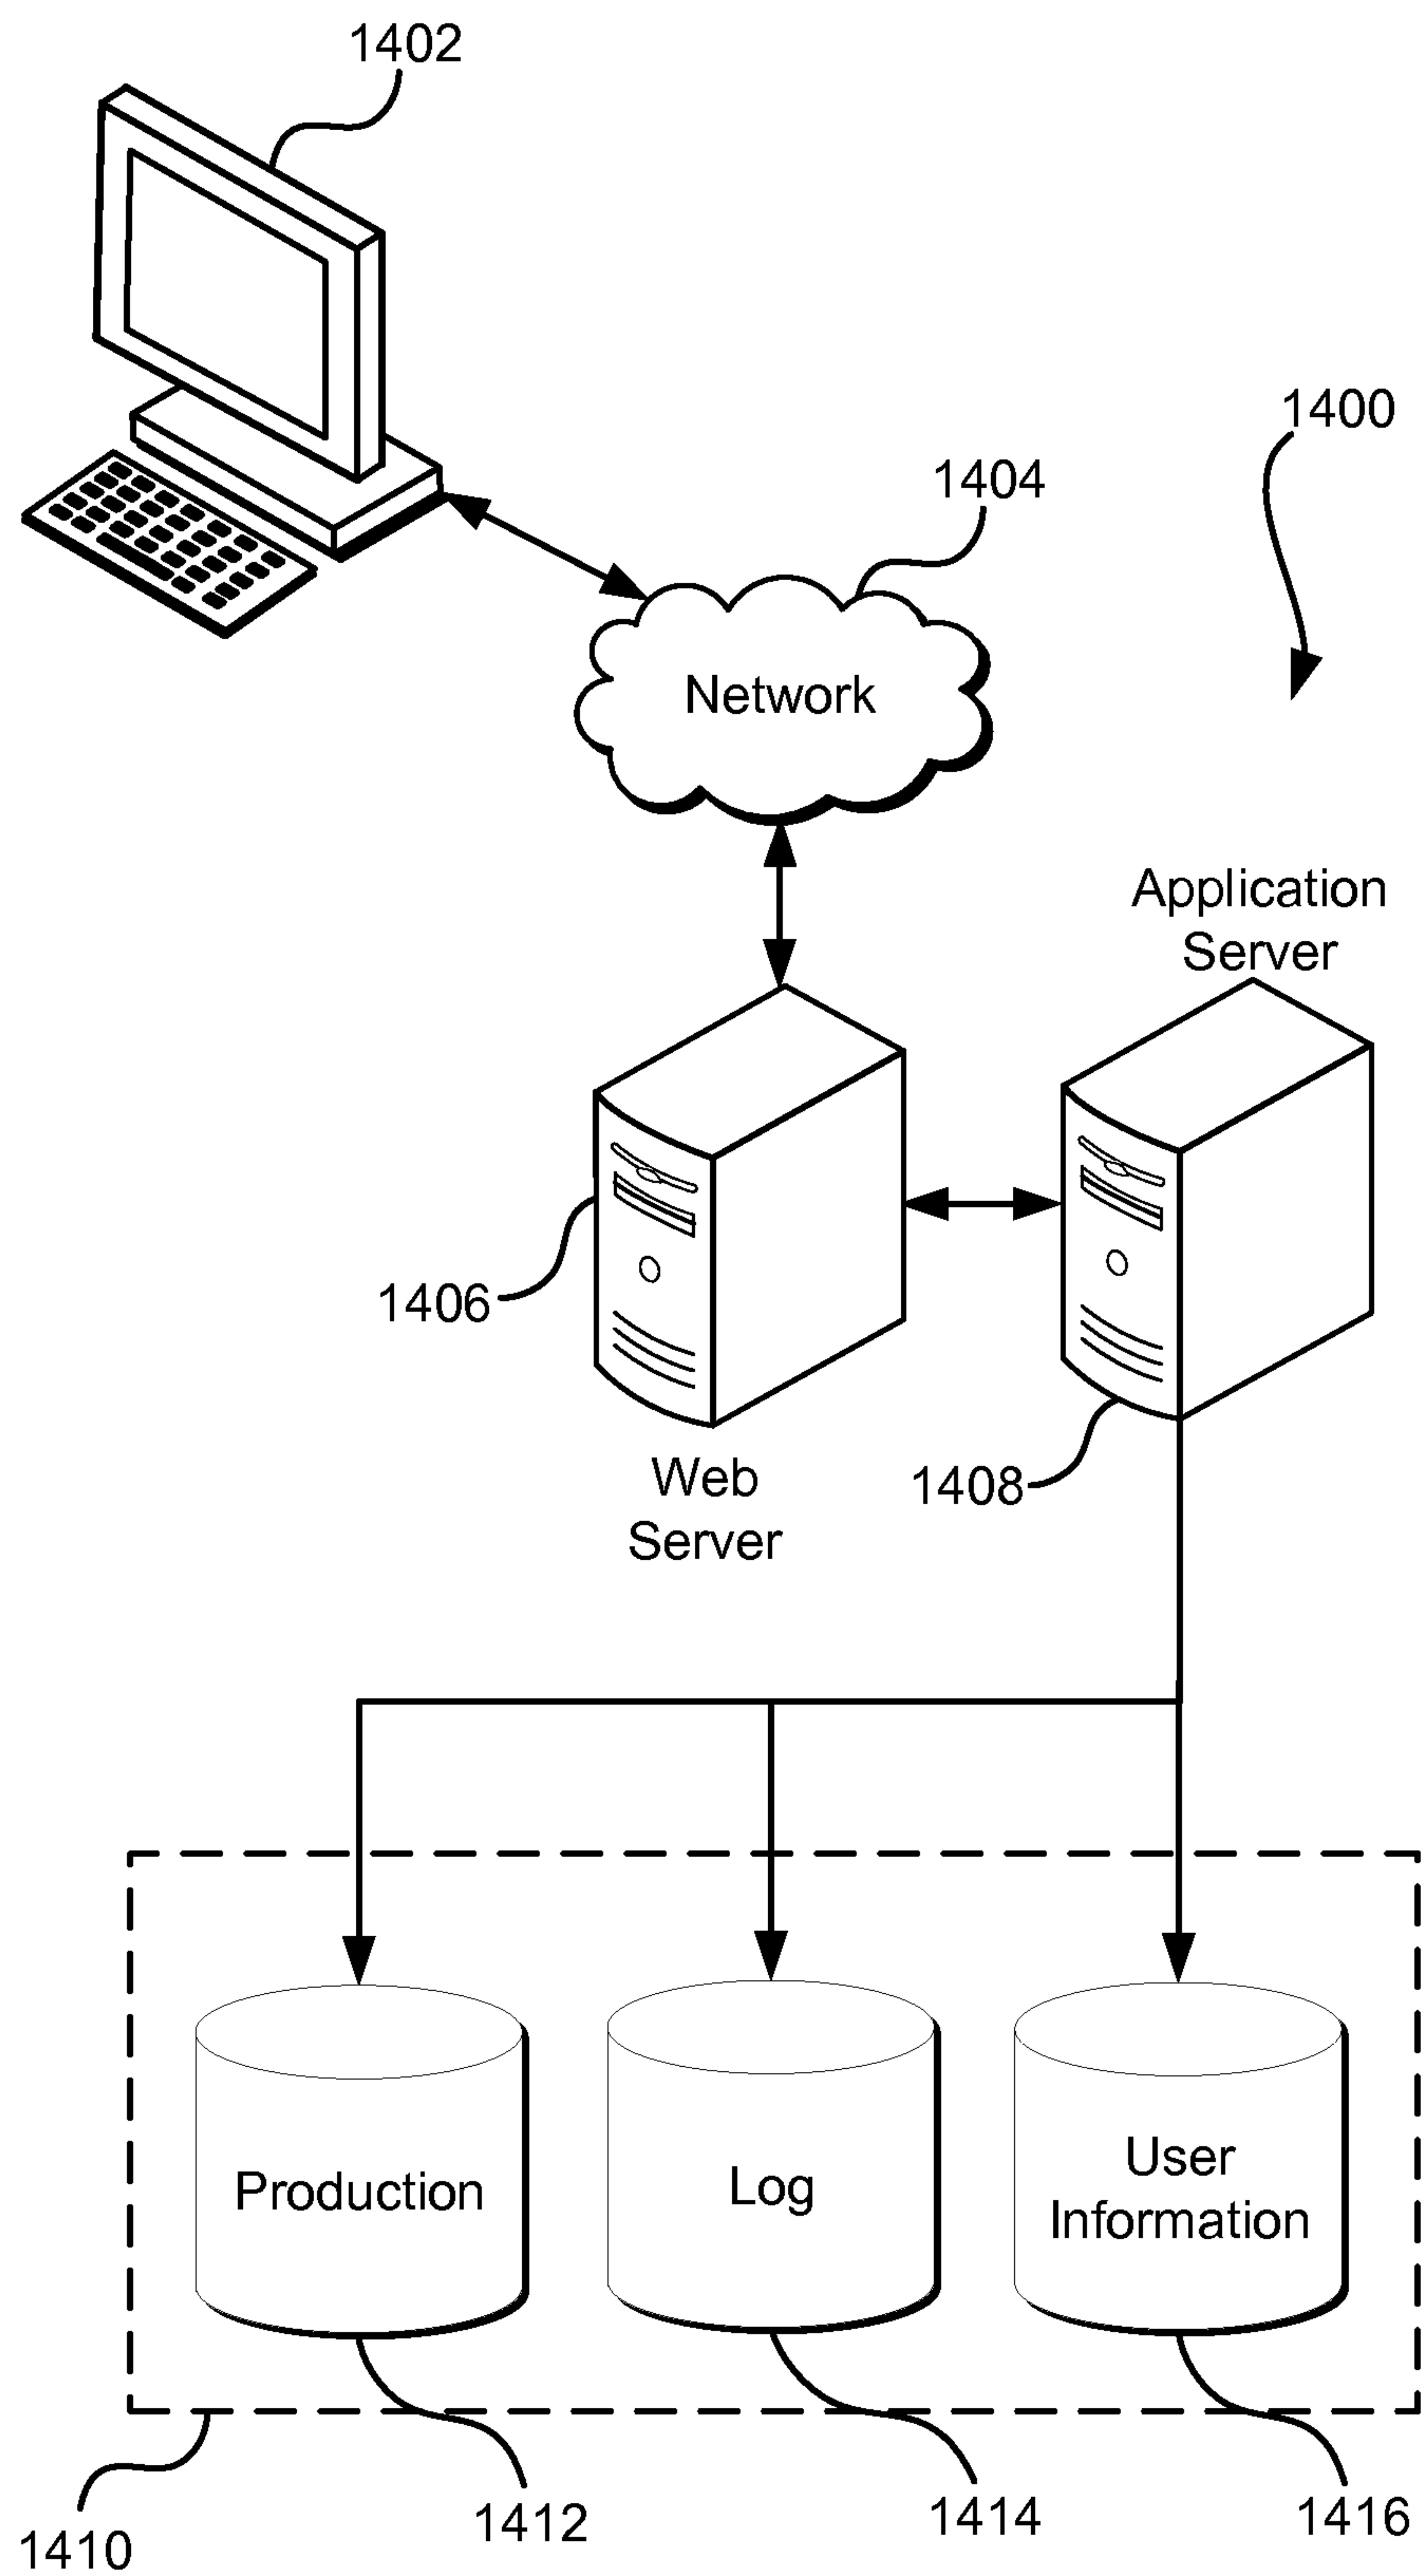 1402
1400
1404
Network
Application
Server
1406
Web
Server
1408
Production
Log
User
Information
1410
1412
1414
1416